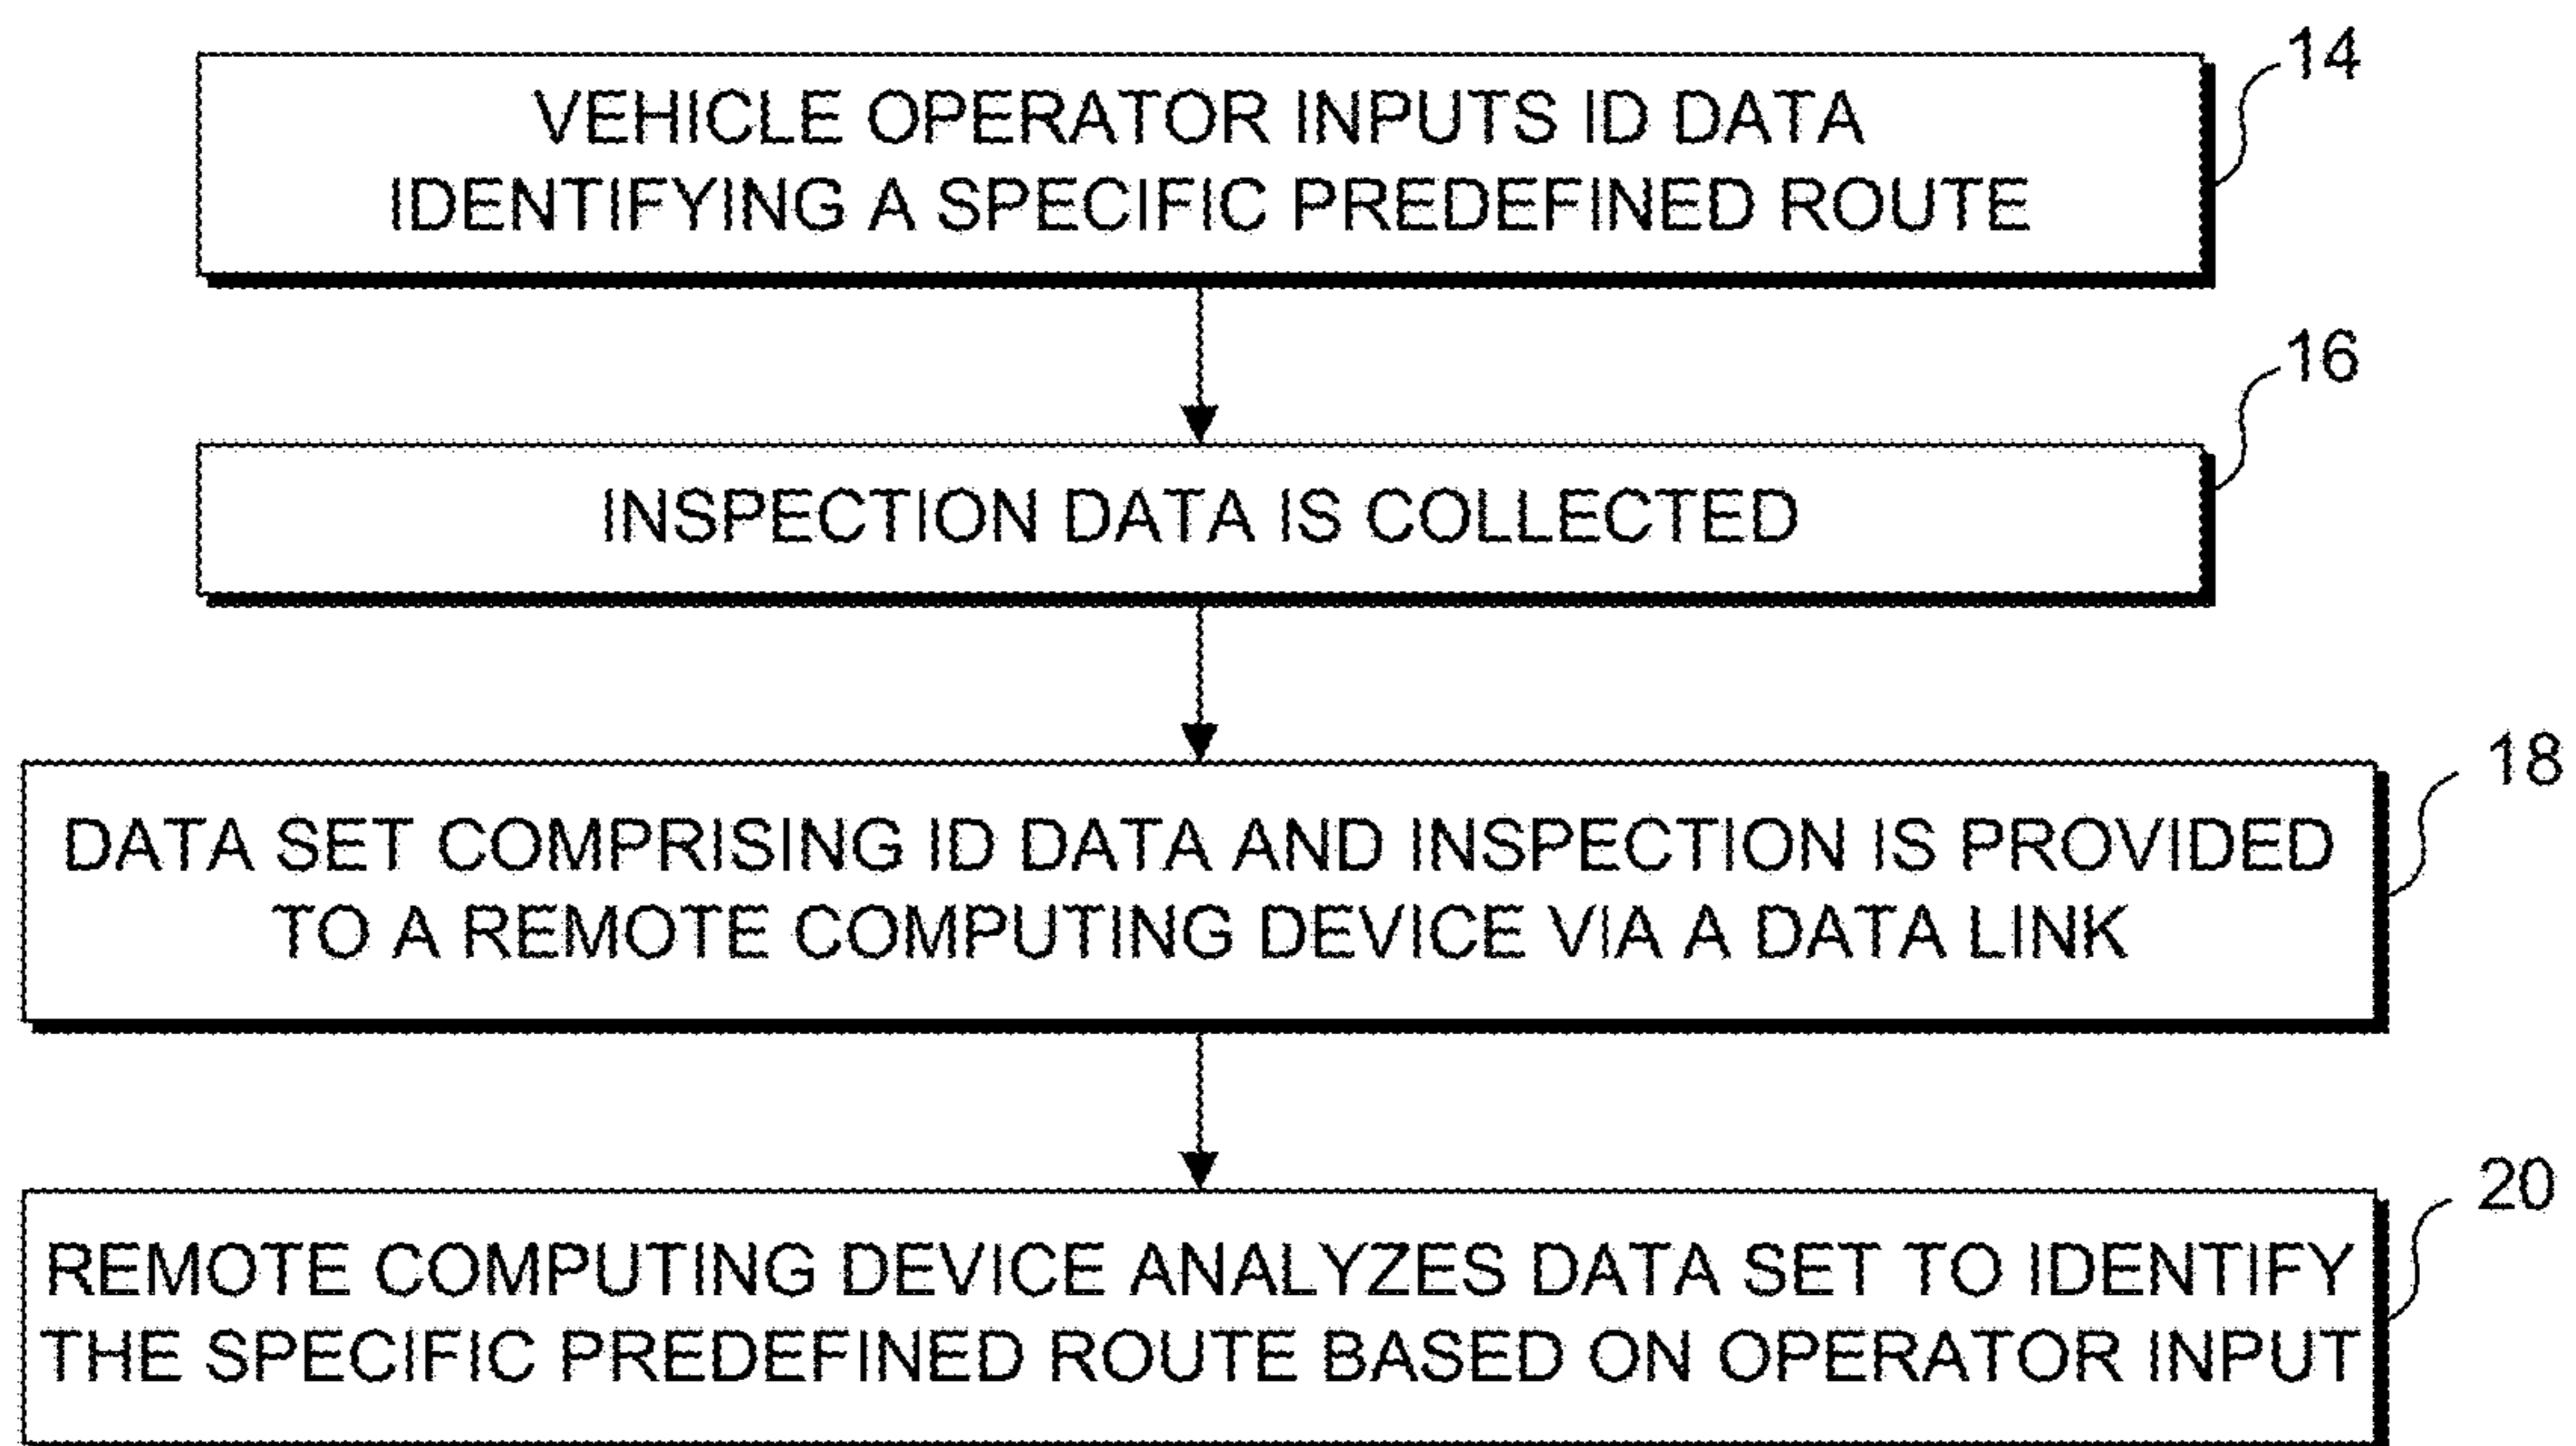 14
VEHICLE OPERATOR INPUTS ID DATA
IDENTIFYING A SPECIFIC PREDEFINED ROUTE
16
INSPECTION DATA IS COLLECTED
18
DATA SET COMPRISING ID DATA AND INSPECTION IS PROVIDED
TO A REMOTE COMPUTING DEVICE VIA A DATA LINK
20
REMOTE COMPUTING DEVICE ANALYZES DATA SET TO IDENTIFY
THE SPECIFIC PREDEFINED ROUTE BASED ON OPERATOR INPUT